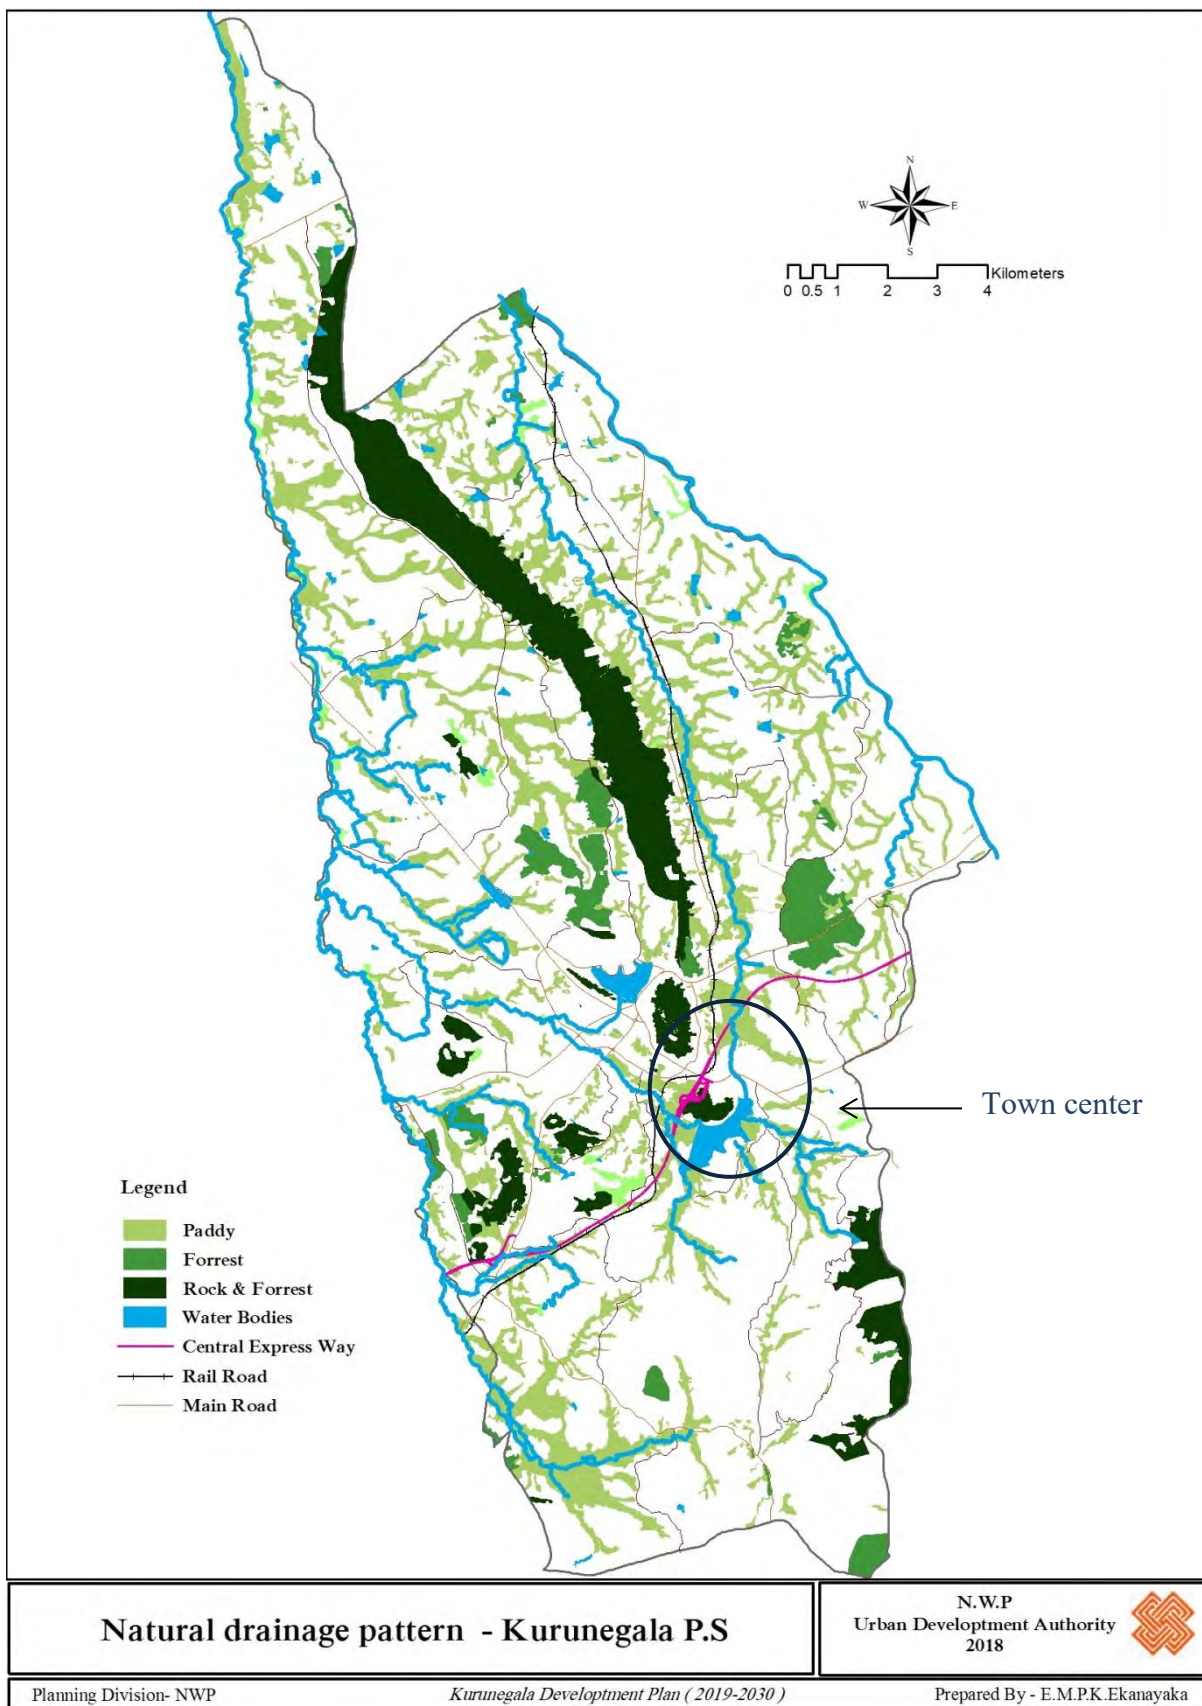 N
W E
S
Kilometers
0 0.5 1 2 3 4
Town center
Legend
Paddy
Forrest
Rock & Forrest
Water Bodies
Central Express Way
Rail Road
Main Road
Natural drainage pattern - Kurunegala P.S
N.W.P
Urban Developtment Authority
2018
Planning Division- NWP
Kurunegala Developtment Plan ( 2019-2030 )
Prepared By - E.M.P.K.Ekanayaka